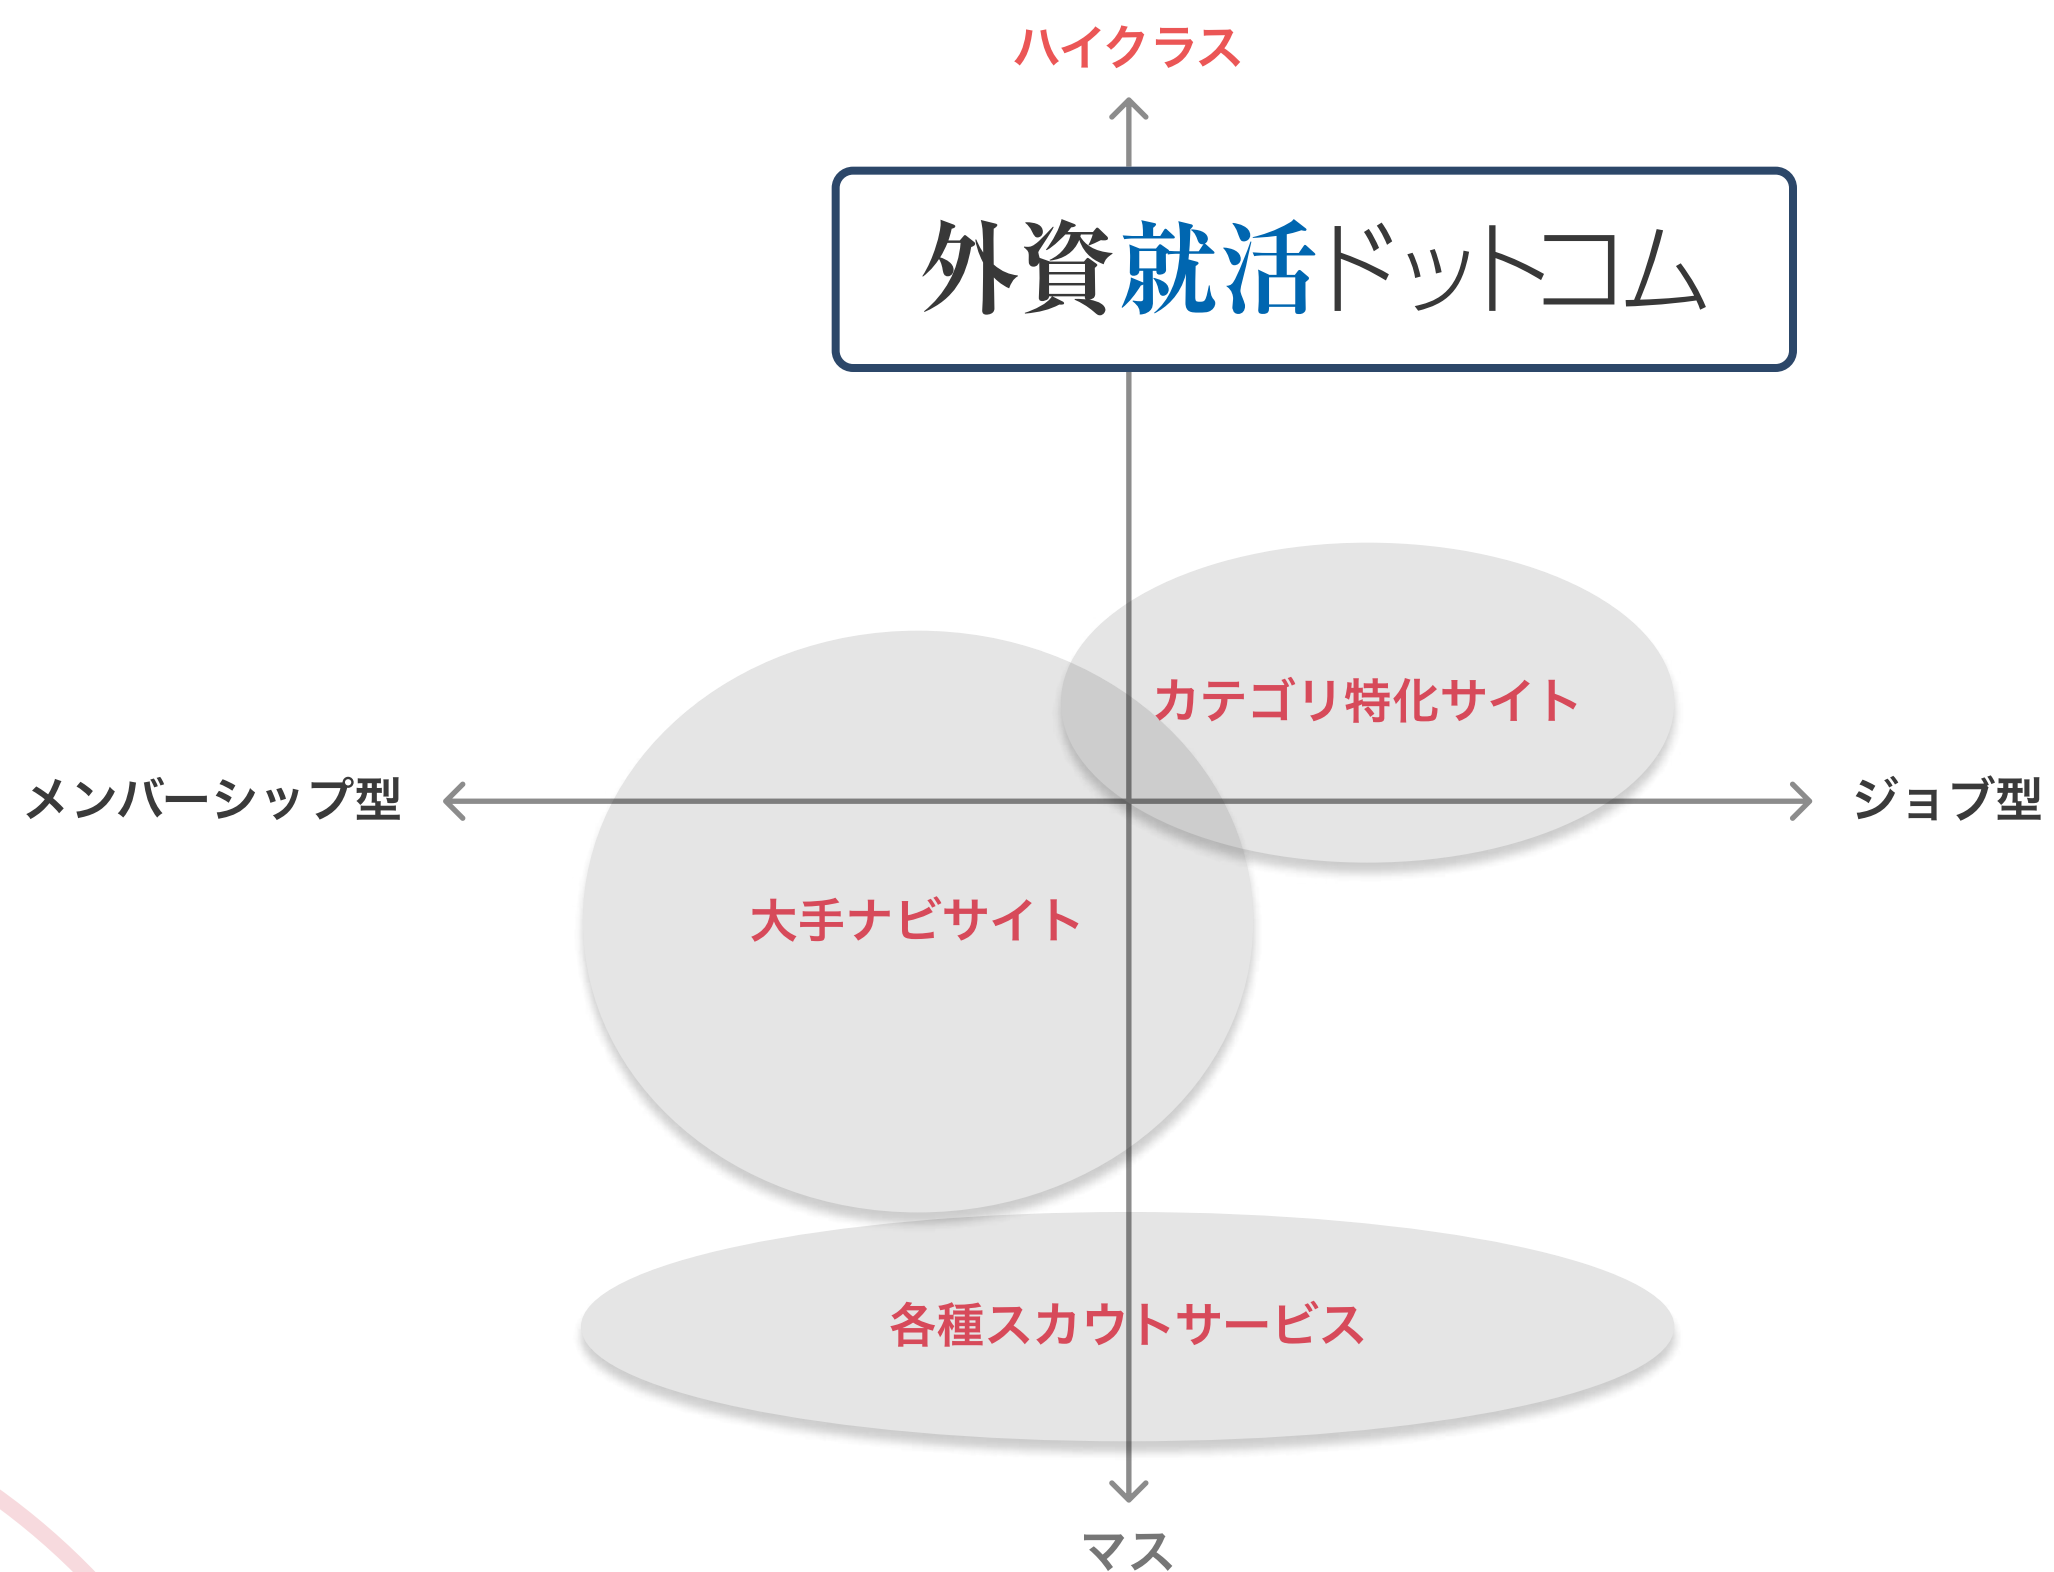 ハイクラス
外資就活ドットコム
カテゴリ特化サイト
メンバーシップ型
ジョブ型
大手ナビサイト
各種スカウトサービス
マス